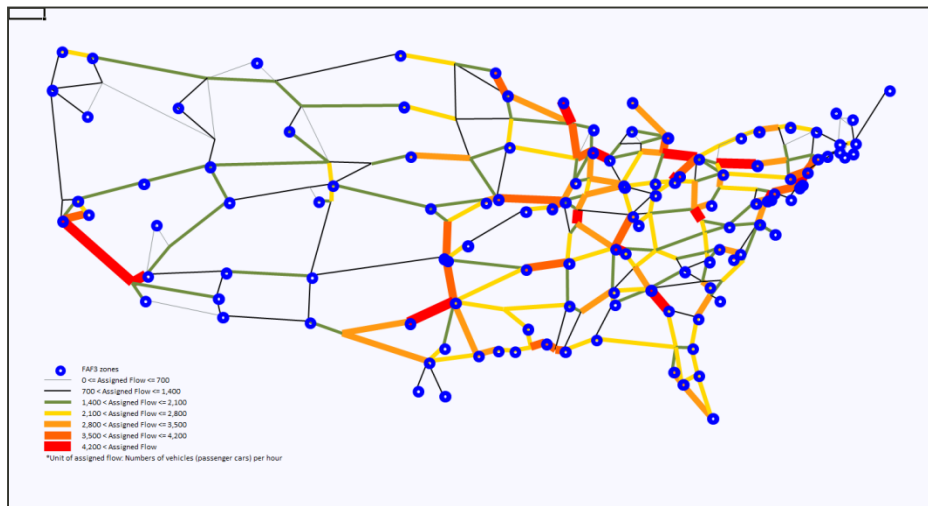 FAF3 zones
0 <= Assigned Flow <= 700
700 < Assigned Flow <=1,400
1,400 < Assigned Flow <= 2,100
2,100 < Assigned Flow <= 2,800
2,800 < Assigned Flow <= 3,500
3,500 < Assigned Flow <= 4,200
4,200 < Assigned Flow
*Unit of assigned flow: Numbers of vehicles (passenger cars) per hour